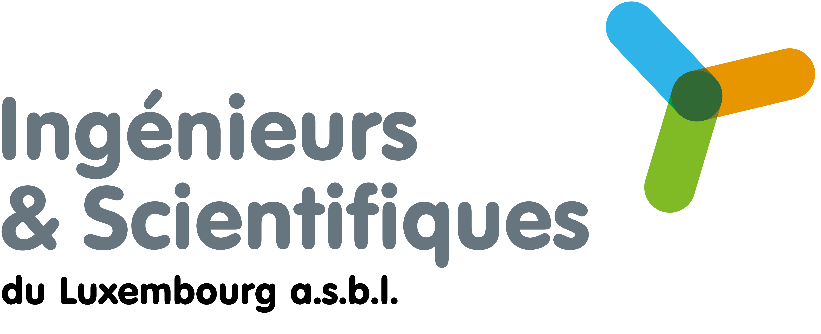 Ingénieurs
& Scientifiques
du Luxembourg a.s.b.l.